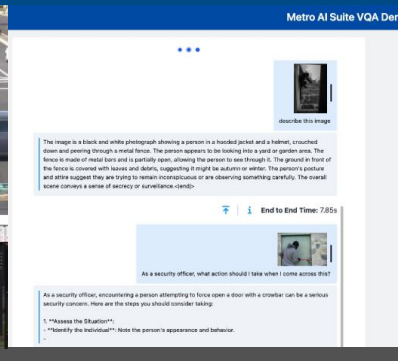 Metro AI Suite VQA Der
describe this image
The image is a black and white photograph showing a person in a hooded jacket and a helmet, crouched
down and peering through a metal fence. The person appears to be looking into a yard or garden area. The
fence is made of metal bars and is partially open, allowing the person to see through it. The ground in front of
the fence is covered with leaves and debris, suggesting it might be autumn or winter. The person's posture
and attire suggest they are trying to remain inconspicuous or are observing something carefully. The overall
scene conveys a sense of secrecy or surveillance.<end>
End to End Time: 7.85s
As a security officer, what action should I take when I come across this?
As a security officer, encountering a person attempting to force open a door with a crowbar can be a serious
security concern. Here are the steps you should consider taking:
1. **Assess the Situation**:
- **Identify the Individual**: Note the person's appearance and behavior.
-